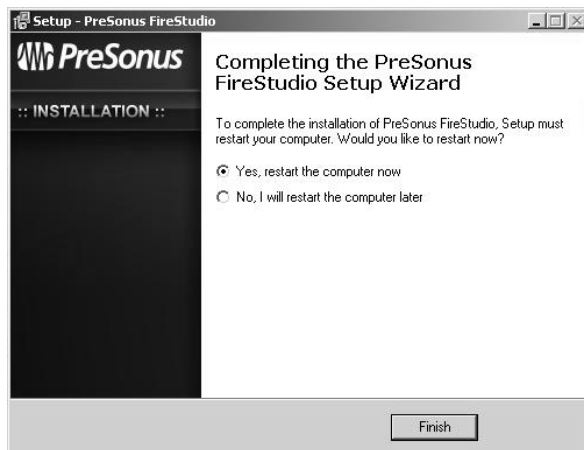 Setup - PreSonus FireStudio
PreSonus
:: INSTALLATION ::
Completing the PreSonus
FireStudio Setup Wizard
To complete the installation of PreSonus FireStudio, Setup must
restart your computer. Would you like to restart now?
Yes, restart the computer now
No, I will restart the computer later
Finish